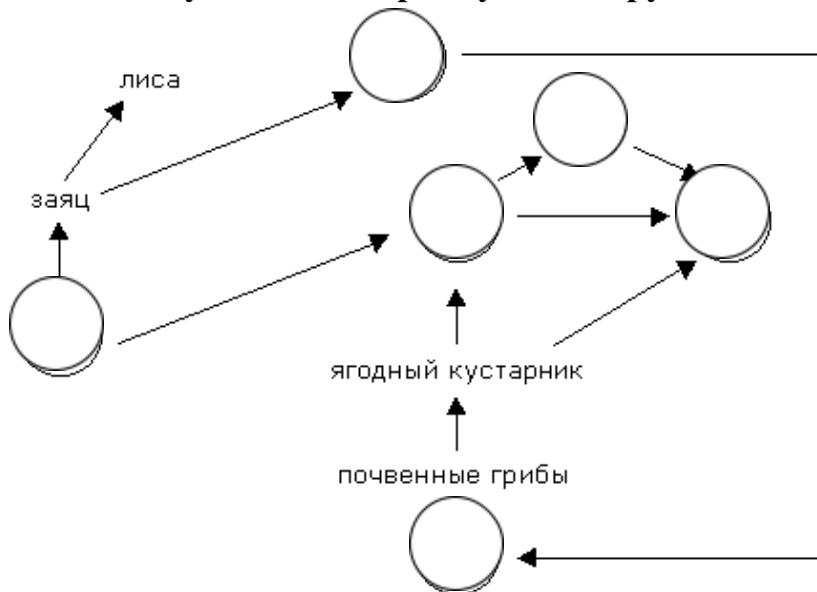 лиса
заяц
ягодный кустарник
почвенные грибы